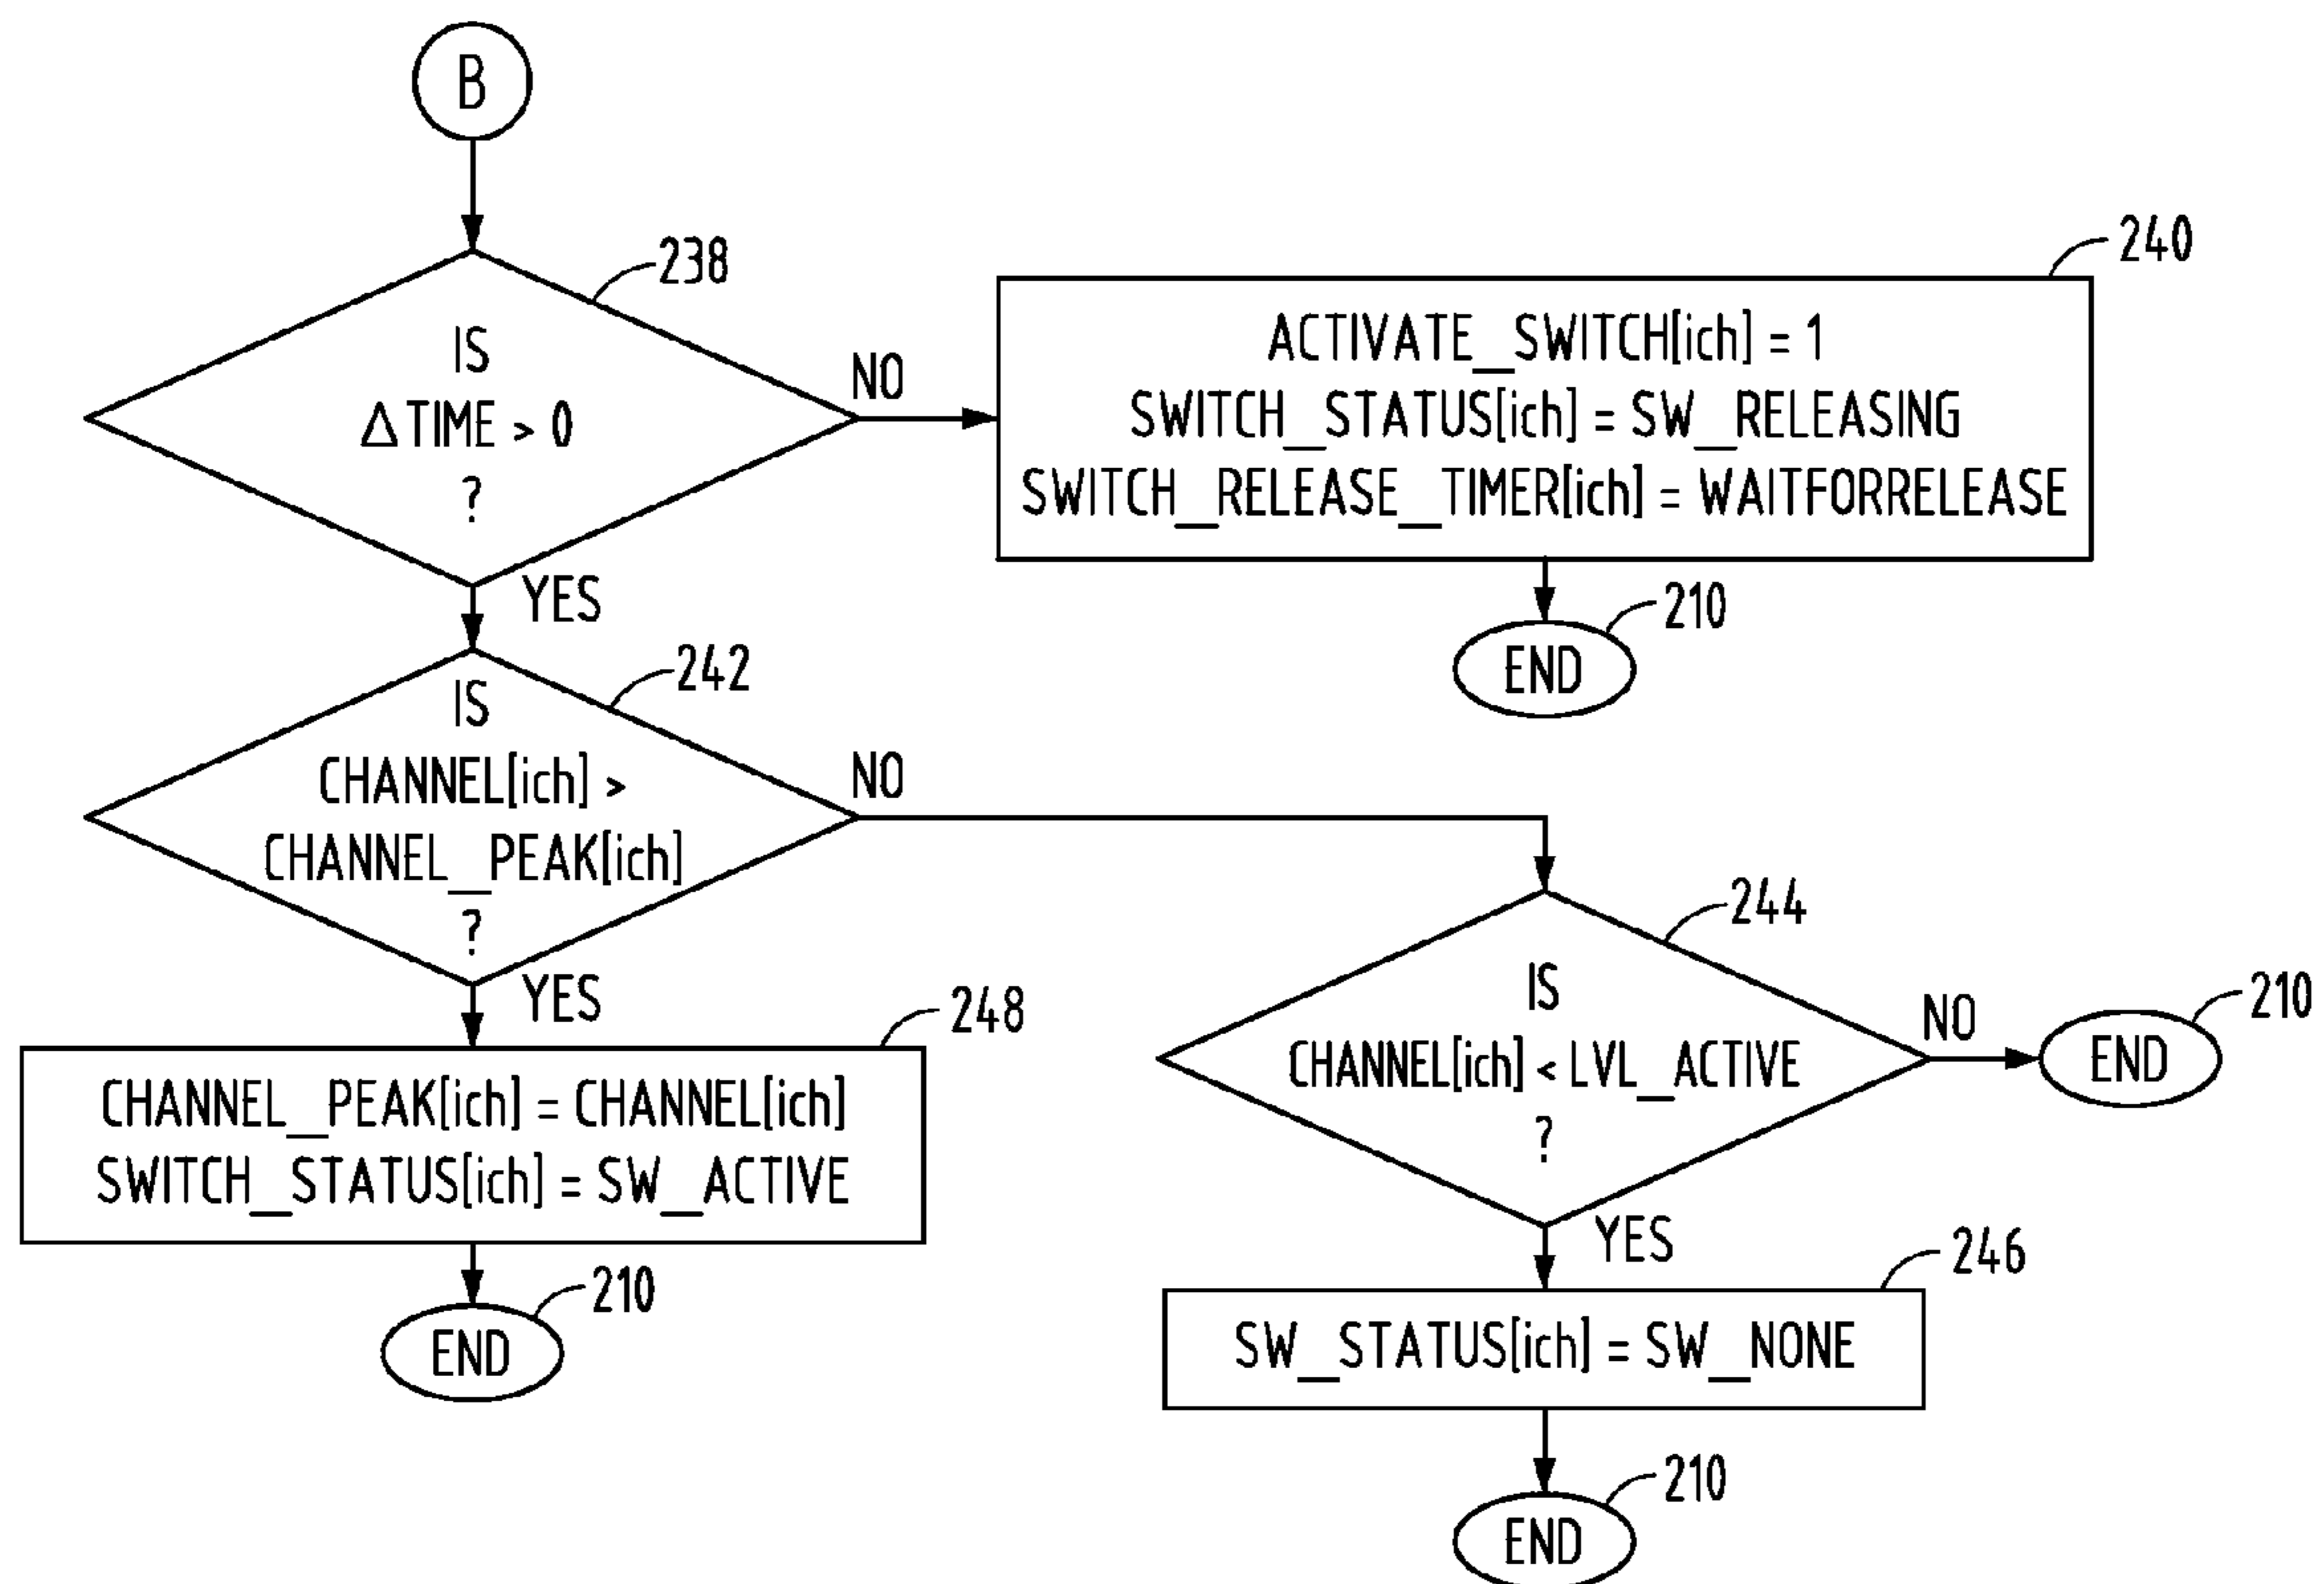 B
238
IS
Δ TIME > 0
?
NO
YES
240
ACTIVATE_SWITCH[ich] = 1
SWITCH_STATUS[ich] = SW_RELEASING
SWITCH_RELEASE_TIMER[ich] = WAITFORRELEASE
210
END
242
IS
CHANNEL[ich] >
CHANNEL_PEAK[ich]
?
NO
YES
244
IS
CHANNEL[ich] < LVL_ACTIVE
?
NO
210
END
YES
248
CHANNEL_PEAK[ich] = CHANNEL[ich]
SWITCH_STATUS[ich] = SW_ACTIVE
210
END
246
SW_STATUS[ich] = SW_NONE
210
END